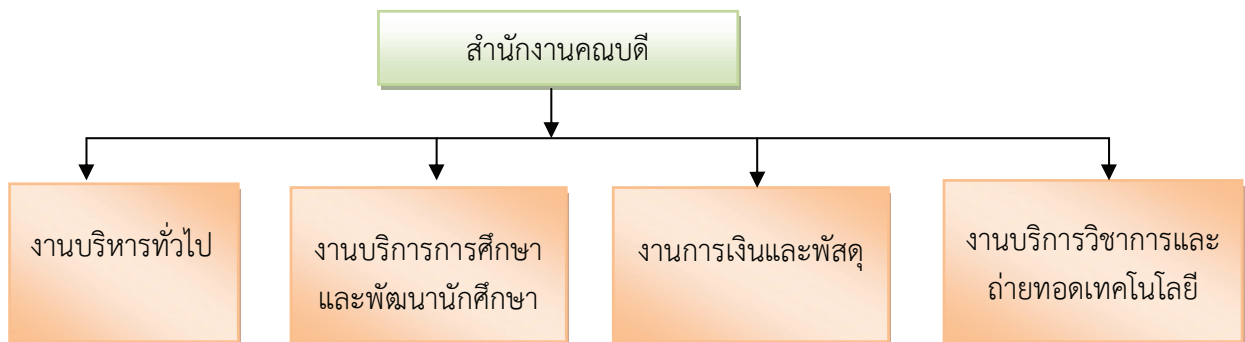 สำนักงานคณบดี
งานบริหารทั่วไป
งานบริการการศึกษา
และพัฒนานักศึกษา
งานการเงินและพัสดุ
งานบริการวิชาการและ
ถ่ายทอดเทคโนโลยี